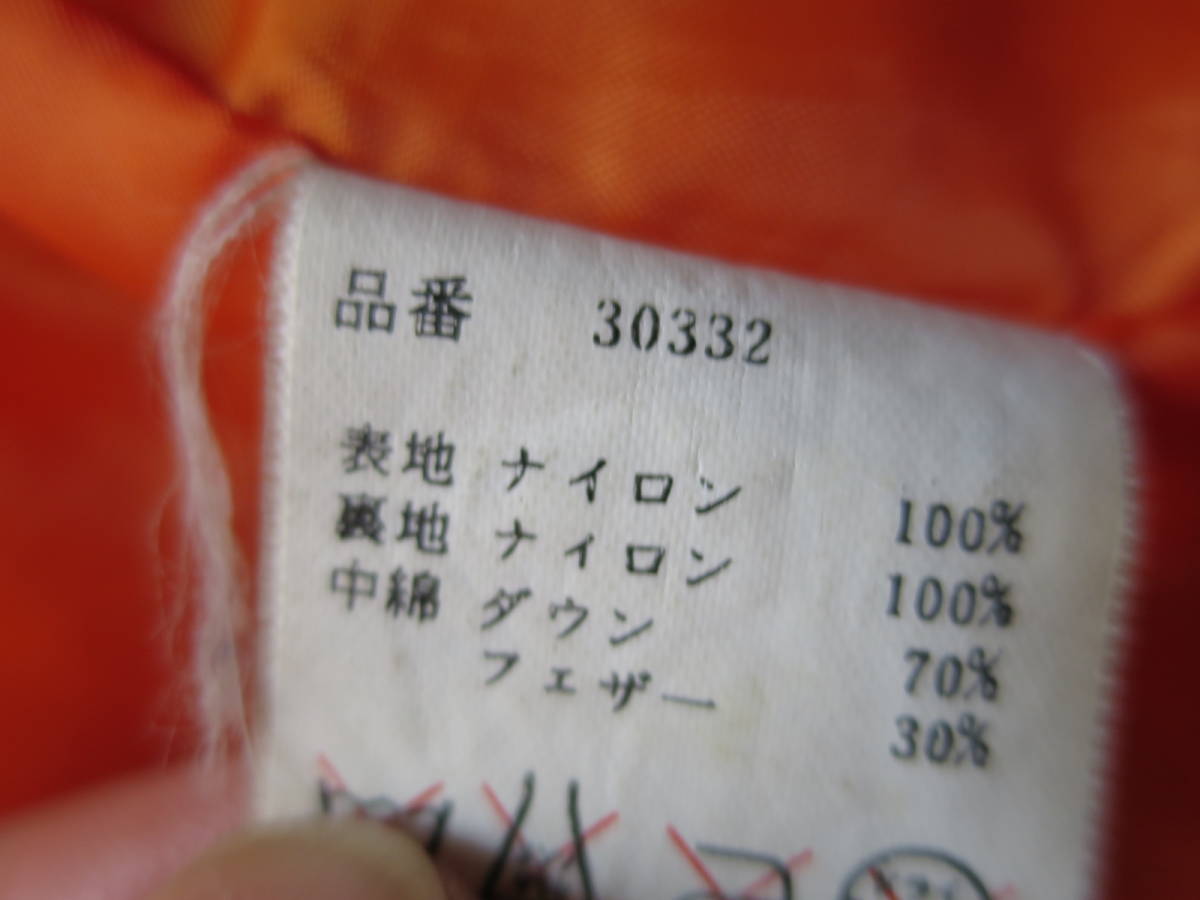 品番 30332
表地 ナイロン 100%
裏地 ナイロン 100%
中綿 ダウン 70%
フェザー 30%